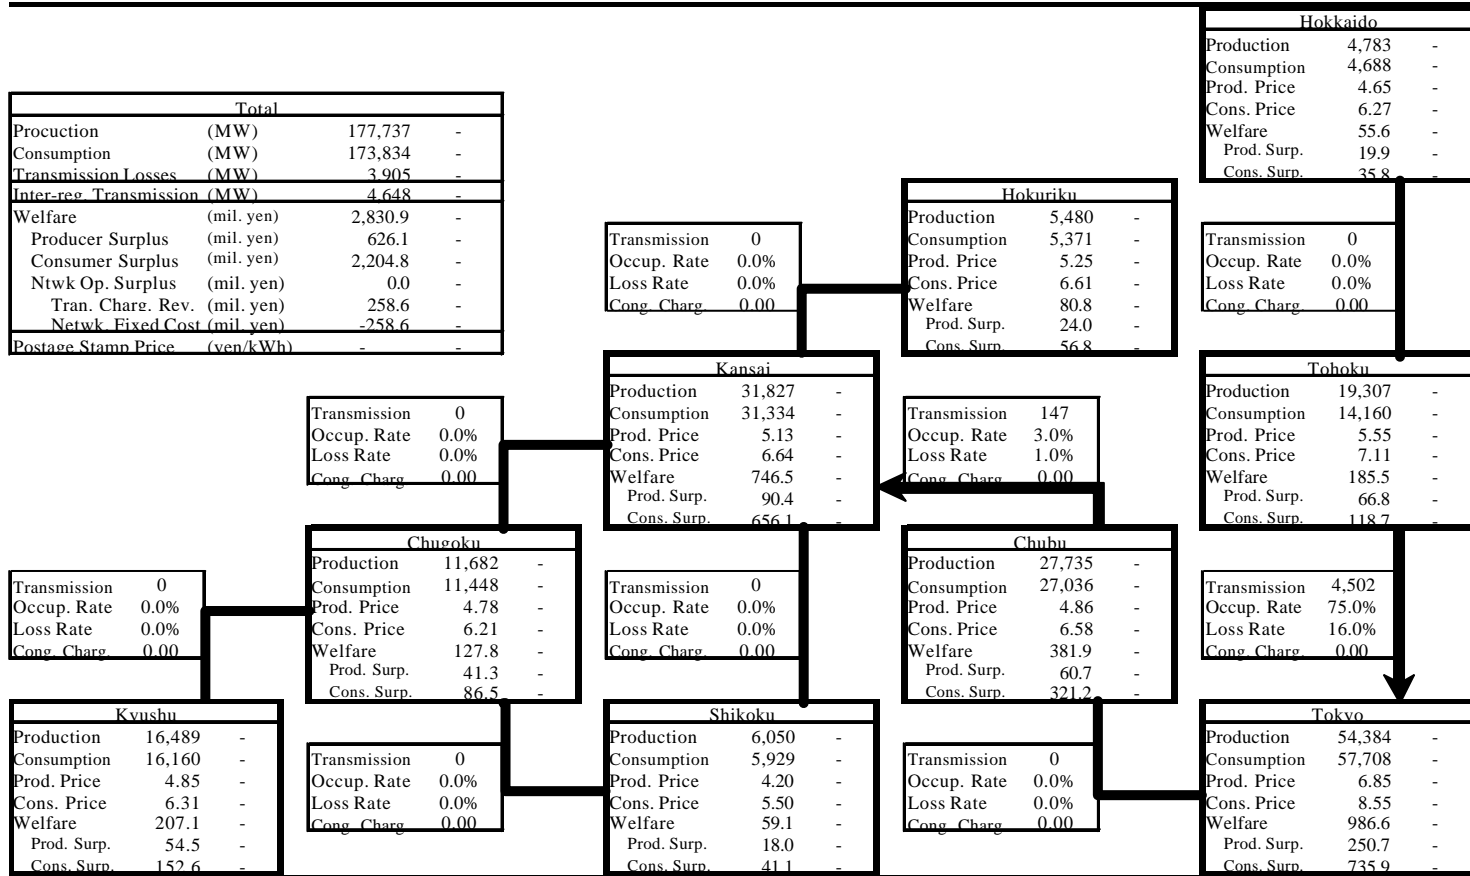 Hokkaido
Production 4,783 -
Consumption 4,688 -
Prod. Price 4.65 -
Cons. Price 6.27 -
Welfare 55.6 -
Prod. Surp. 19.9 -
Cons. Surp. 35.8 -
Total
Procuction (MW) 177,737 -
Consumption (MW) 173,834 -
Transmission Losses (MW) 3,905 -
Inter-reg. Transmission (MW) 4,648 -
Welfare (mil. yen) 2,830.9 -
Producer Surplus (mil. yen) 626.1 -
Consumer Surplus (mil. yen) 2,204.8 -
Ntwk Op. Surplus (mil. yen) 0.0 -
Tran. Charg. Rev. (mil. yen) 258.6 -
Netwk. Fixed Cost (mil. yen) -258.6 -
Postage Stamp Price (yen/kWh) - -
Transmission 0
Occup. Rate 0.0%
Loss Rate 0.0%
Cong. Charg. 0.00
Hokuriku
Production 5,480 -
Consumption 5,371 -
Prod. Price 5.25 -
Cons. Price 6.61 -
Welfare 80.8 -
Prod. Surp. 24.0 -
Cons. Surp. 56.8 -
Transmission 0
Occup. Rate 0.0%
Loss Rate 0.0%
Cong. Charg. 0.00
Transmission 0
Occup. Rate 0.0%
Loss Rate 0.0%
Cong. Charg. 0.00
Kansai
Production 31,827 -
Consumption 31,334 -
Prod. Price 5.13 -
Cons. Price 6.64 -
Welfare 746.5 -
Prod. Surp. 90.4 -
Cons. Surp. 656.1 -
Transmission 147
Occup. Rate 3.0%
Loss Rate 1.0%
Cong. Charg. 0.00
Tohoku
Production 19,307 -
Consumption 14,160 -
Prod. Price 5.55 -
Cons. Price 7.11 -
Welfare 185.5 -
Prod. Surp. 66.8 -
Cons. Surp. 118.7 -
Transmission 0
Occup. Rate 0.0%
Loss Rate 0.0%
Cong. Charg. 0.00
Chugoku
Production 11,682 -
Consumption 11,448 -
Prod. Price 4.78 -
Cons. Price 6.21 -
Welfare 127.8 -
Prod. Surp. 41.3 -
Cons. Surp. 86.5 -
Transmission 0
Occup. Rate 0.0%
Loss Rate 0.0%
Cong. Charg. 0.00
Chubu
Production 27,735 -
Consumption 27,036 -
Prod. Price 4.86 -
Cons. Price 6.58 -
Welfare 381.9 -
Prod. Surp. 60.7 -
Cons. Surp. 321.2 -
Transmission 4,502
Occup. Rate 75.0%
Loss Rate 16.0%
Cong. Charg. 0.00
Kyushu
Production 16,489 -
Consumption 16,160 -
Prod. Price 4.85 -
Cons. Price 6.31 -
Welfare 207.1 -
Prod. Surp. 54.5 -
Cons. Surp. 152.6 -
Transmission 0
Occup. Rate 0.0%
Loss Rate 0.0%
Cong. Charg. 0.00
Shikoku
Production 6,050 -
Consumption 5,929 -
Prod. Price 4.20 -
Cons. Price 5.50 -
Welfare 59.1 -
Prod. Surp. 18.0 -
Cons. Surp. 41.1 -
Transmission 0
Occup. Rate 0.0%
Loss Rate 0.0%
Cong. Charg. 0.00
Tokyo
Production 54,384 -
Consumption 57,708 -
Prod. Price 6.85 -
Cons. Price 8.55 -
Welfare 986.6 -
Prod. Surp. 250.7 -
Cons. Surp. 735.9 -